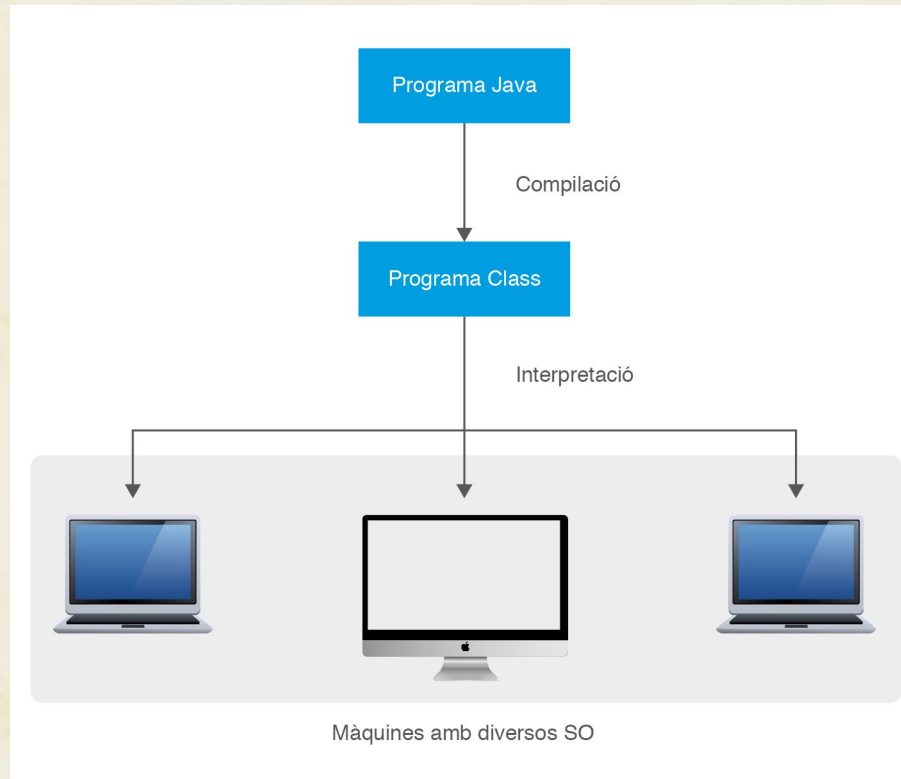 Programa Java
Compilació
Programa Class
Interpretació
Màquines amb diversos SO